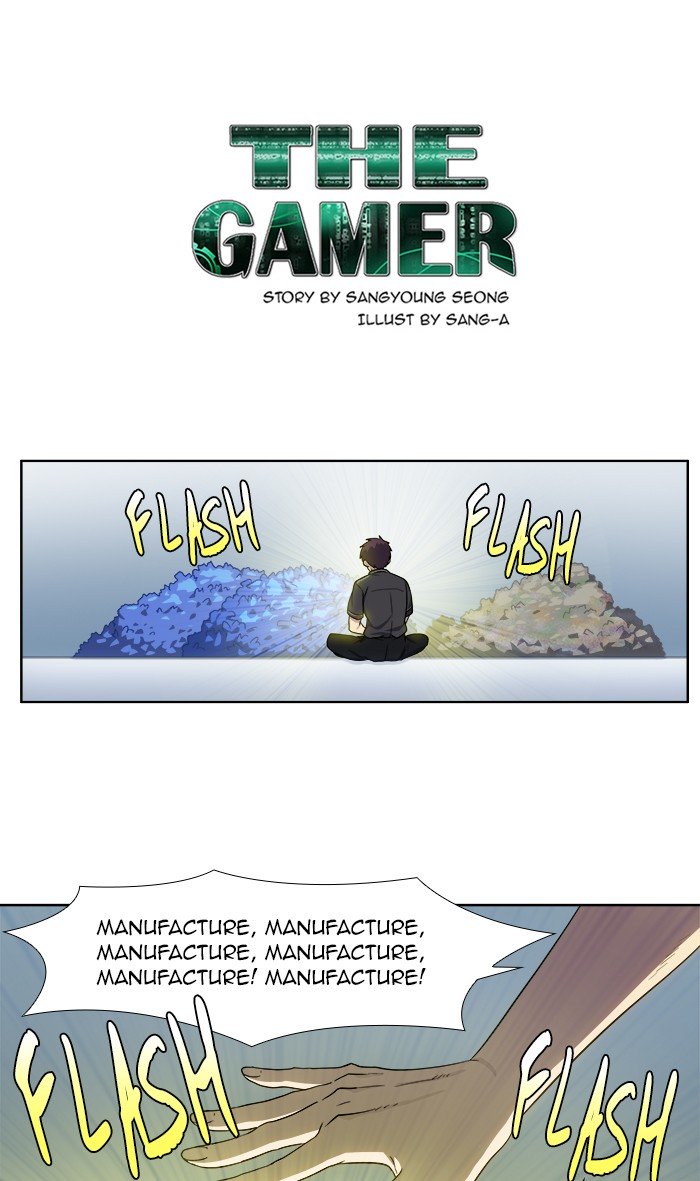 THE
GAMER
STORY BY SANGYOUNG SEONG
ILLUST BY SANG-A
FLASH
FLASH
MANUFACTURE, MANUFACTURE,
MANUFACTURE, MANUFACTURE,
MANUFACTURE! MANUFACTURE!
FLASH
FLASH